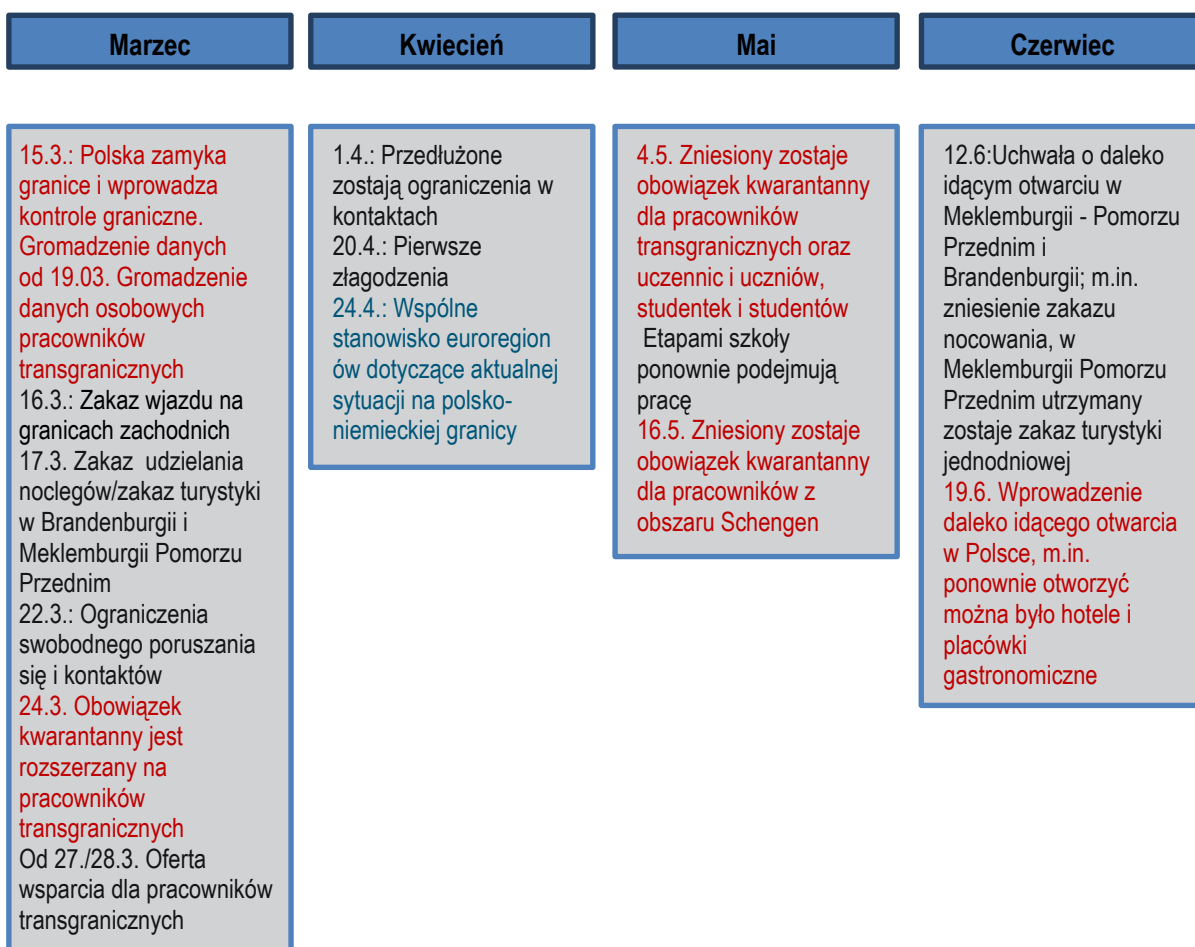 Marzec
15.3.: Polska zamyka
granice i wprowadza
kontrole graniczne.
Gromadzenie danych
od 19.03. Gromadzenie
danych osobowych
pracowników
transgranicznych
16.3.: Zakaz wjazdu na
granicach zachodnich
17.3. Zakaz  udzielania
noclegów/zakaz turystyki
w Brandenburgii i
Meklemburgii Pomorzu
Przednim
22.3.: Ograniczenia
swobodnego poruszania
się i kontaktów
24.3. Obowiązek
kwarantanny jest
rozszerzany na
pracowników
transgranicznych
Od 27./28.3. Oferta
wsparcia dla pracowników
transgranicznych
Kwiecień
1.4.: Przedłużone
zostają ograniczenia w
kontaktach
20.4.: Pierwsze
złagodzenia
24.4.: Wspólne
stanowisko euroregion
ów dotyczące aktualnej
sytuacji na polsko-
niemieckiej granicy
Mai
4.5. Zniesiony zostaje
obowiązek kwarantanny
dla pracowników
transgranicznych oraz
uczennic i uczniów,
studentek i studentów
Etapami szkoły
ponownie podejmują
pracę
16.5. Zniesiony zostaje
obowiązek kwarantanny
dla pracowników z
obszaru Schengen
Czerwiec
12.6:Uchwała o daleko
idącym otwarciu w
Meklemburgii - Pomorzu
Przednim i
Brandenburgii; m.in.
zniesienie zakazu
nocowania, w
Meklemburgii Pomorzu
Przednim utrzymany
zostaje zakaz turystyki
jednodniowej
19.6. Wprowadzenie
daleko idącego otwarcia
w Polsce, m.in.
ponownie otworzyć
można było hotele i
placówki
gastronomiczne